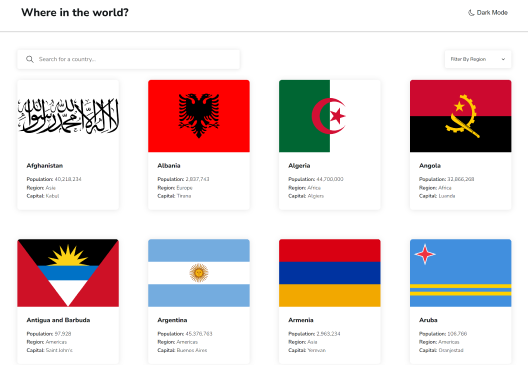 Where in the world?
Dark Mode
Search for a country...
Filter By Region
لا إله إلا الله محمد رسول الله
Afghanistan
Population: 40,218,234
Region: Asia
Capital: Kabul
Albania
Population: 2,837,743
Region: Europe
Capital: Tirana
Algeria
Population: 44,700,000
Region: Africa
Capital: Algiers
Angola
Population: 32,866,268
Region: Africa
Capital: Luanda
Antigua and Barbuda
Population: 97,928
Region: Americas
Capital: Saint John's
Argentina
Population: 45,376,763
Region: Americas
Capital: Buenos Aires
Armenia
Population: 2,963,234
Region: Asia
Capital: Yerevan
Aruba
Population: 106,766
Region: Americas
Capital: Oranjestad